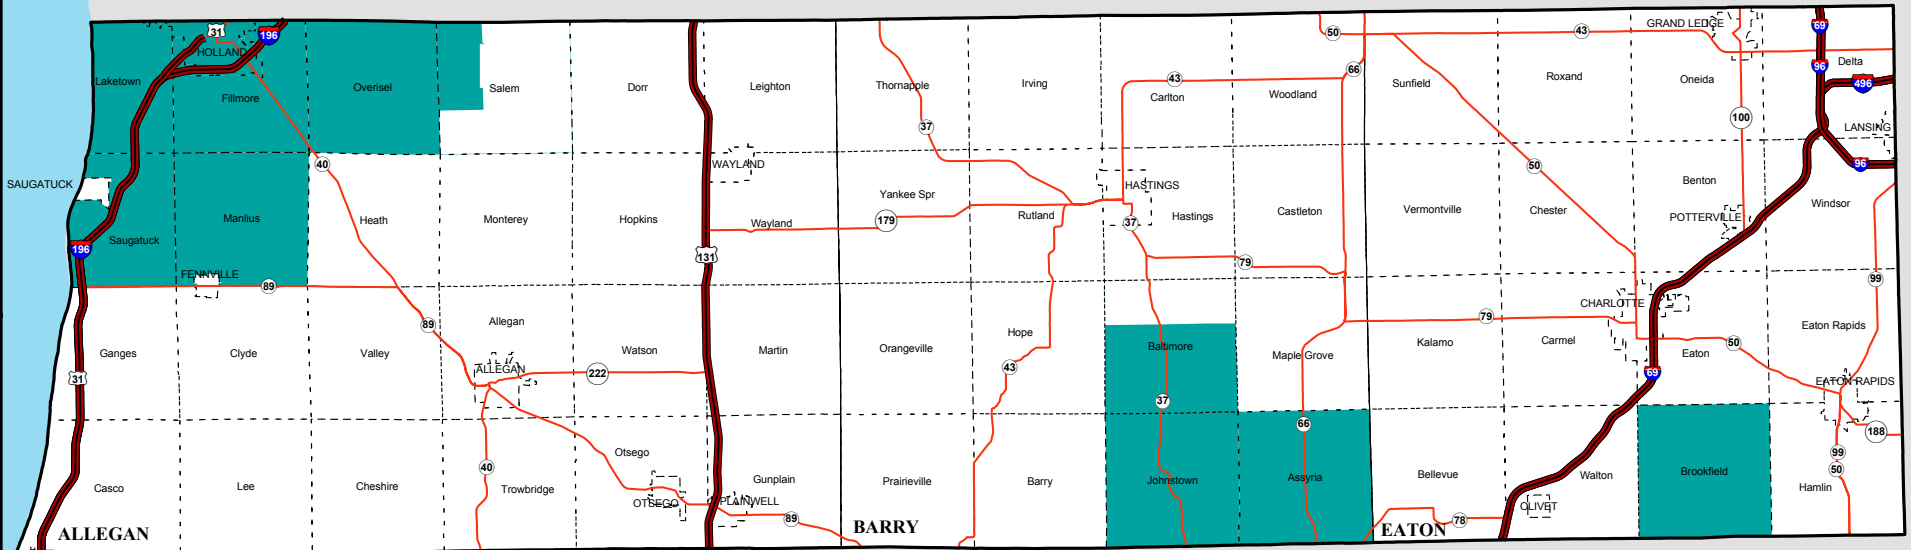 31
196
50
43
GRAND LEDGE
69
HOLLAND
Laketown
Fillmore
Overisel
Salem
Dorr
Leighton
Thornapple
Irving
43
Carlton
Woodland
66
Sunfield
Roxand
Oneida
96
Delta
496
37
100
LANSING
40
WAYLAND
50
96
SAUGATUCK
HASTINGS
Benton
Yankee Spr
Manlius
Heath
Monterey
Hopkins
Wayland
179
Rutland
37
Hastings
Castleton
Vermontville
Chester
POTTERVILLE
Windsor
Saugatuck
196
131
79
FENNVILLE
89
99
CHARLOTTE
89
Allegan
79
Hope
Eaton Rapids
Ganges
Clyde
Valley
Watson
Martin
Orangeville
Baltimore
Maple Grove
Kalamo
Carmel
Eaton
50
31
ALLEGAN
222
43
69
EATON RAPIDS
37
66
188
Otsego
99
40
50
Casco
Lee
Cheshire
Trowbridge
Gunplain
Prairieville
Barry
Johnstown
Assyria
Bellevue
Walton
Brookfield
Hamlin
OTSEGO
PLAINWELL
OLIVET
89
78
ALLEGAN
BARRY
EATON